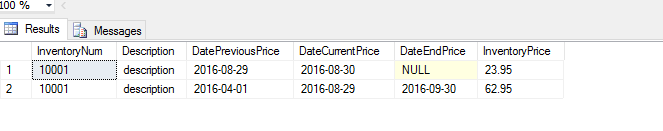 100 %
Results Messages
InventoryNum Description DatePreviousPrice DateCurrentPrice DateEndPrice InventoryPrice
1 10001 description 2016-08-29 2016-08-30 NULL 23.95
2 10001 description 2016-04-01 2016-08-29 2016-09-30 62.95